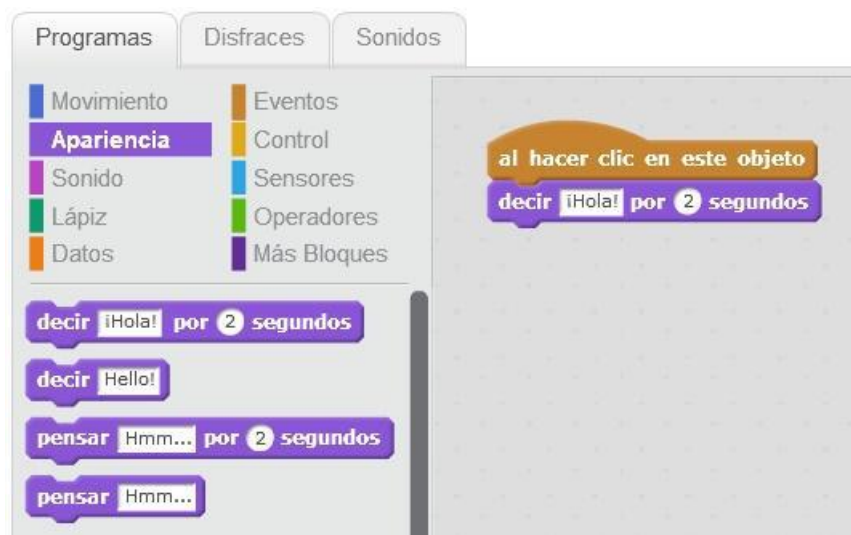 Programas Disfraces Sonidos
Movimiento Eventos
Apariencia Control
Sonido Sensores
Lápiz Operadores
Datos Más Bloques
decir ¡Hola! por 2 segundos
decir Hello!
pensar Hmm... por 2 segundos
pensar Hmm...
al hacer clic en este objeto
decir ¡Hola! por 2 segundos